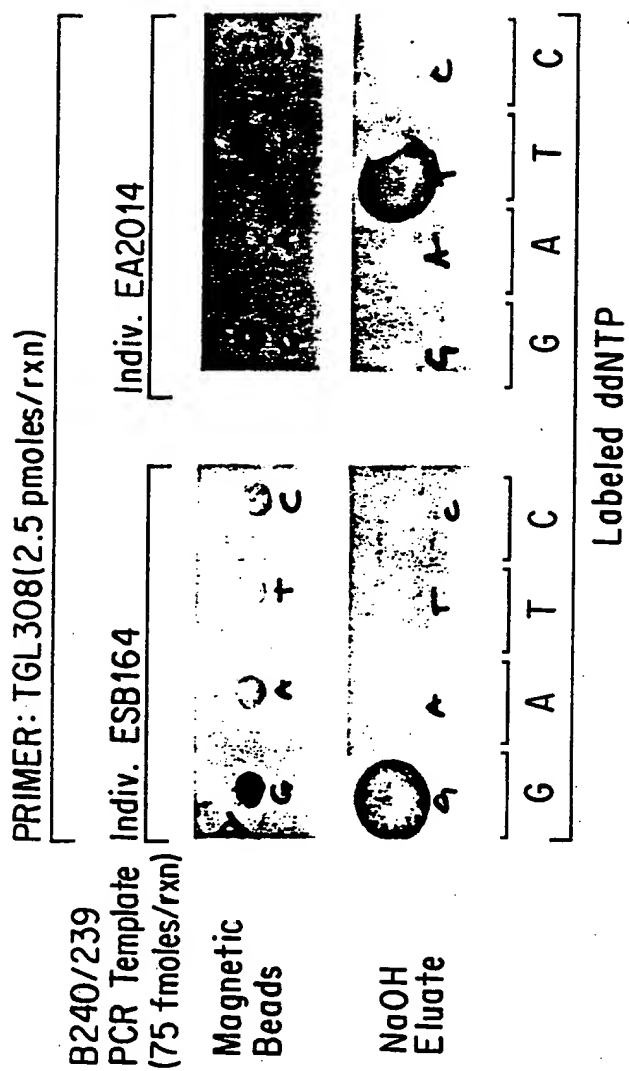 PRIMER: TGL308(2.5 pmoles/rxn)
B240/239
PCR Template
(75 fmoles/rxn)
Indiv. ESB164
Indiv. EA2014
Magnetic
Beads
G A T C
C
NaOH
Eluate
G A T C
G A T C
G A T C
G A T C
Labeled ddNTP